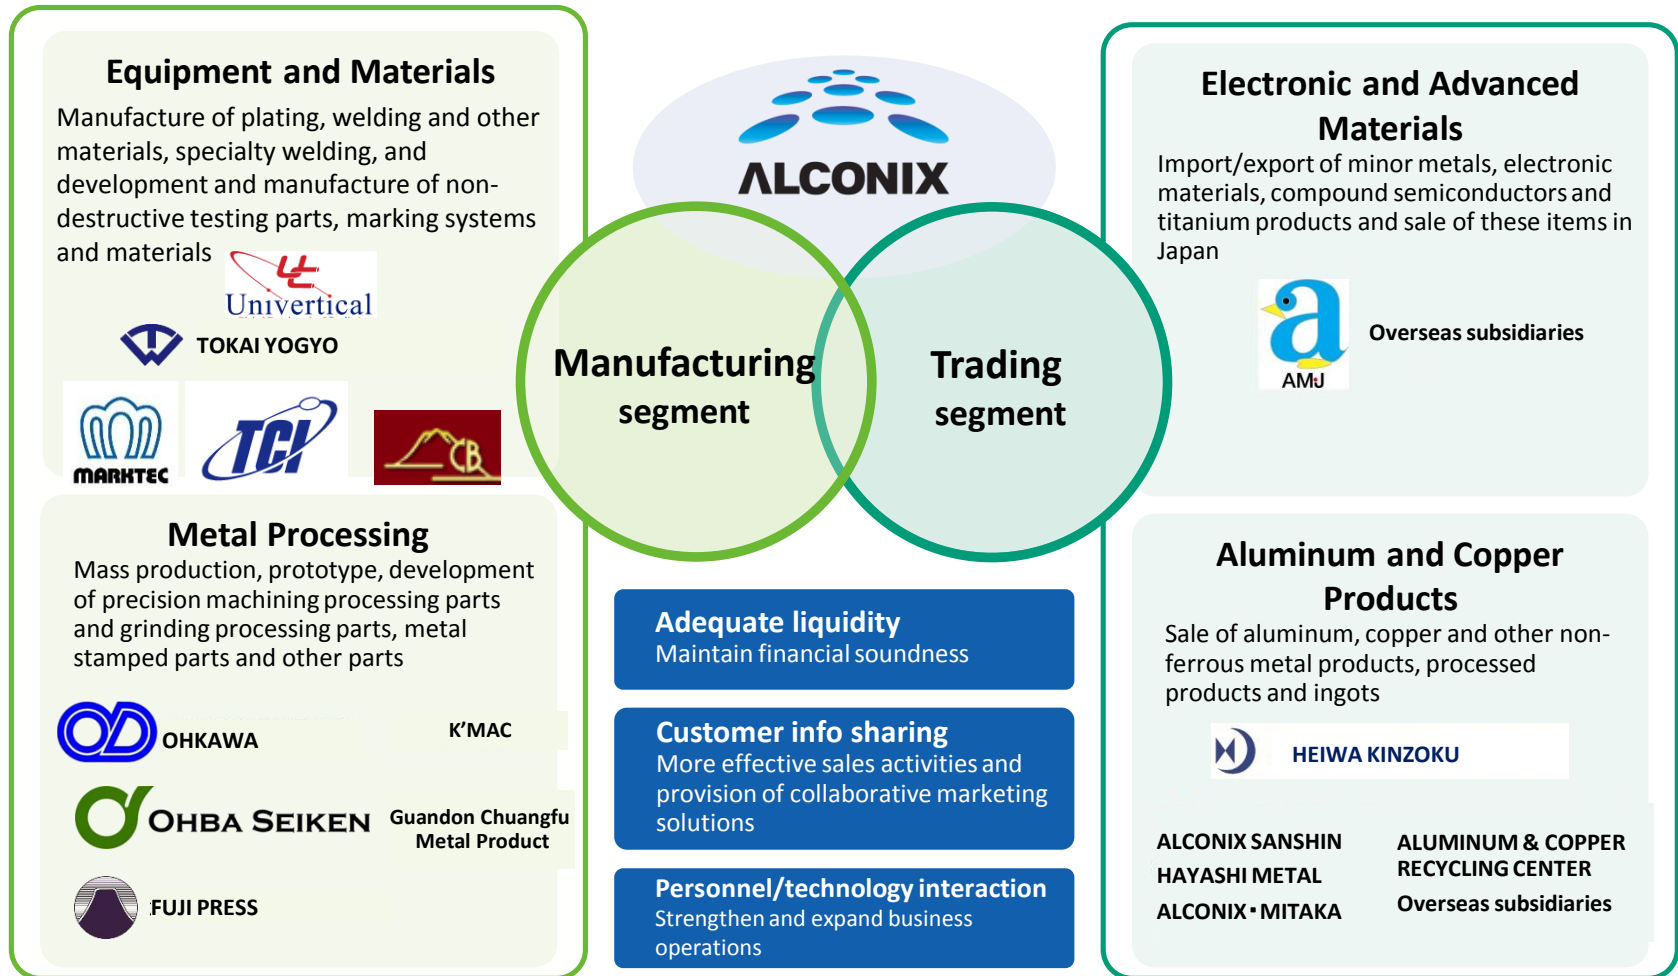 Equipment and Materials
Manufacture of plating, welding and other
materials, specialty welding, and
development and manufacture of non-
destructive testing parts, marking systems
and materials
UC
Univertical
TOKAI YOGYO
MARKTEC
TCI
CB
Metal Processing
Mass production, prototype, development
of precision machining processing parts
and grinding processing parts, metal
stamped parts and other parts
OHKAWA
K'MAC
OHBA SEIKEN
Guandon Chuangfu
Metal Product
FUJI PRESS
ALCONIX
Manufacturing
segment
Trading
segment
Adequate liquidity
Maintain financial soundness
Customer info sharing
More effective sales activities and
provision of collaborative marketing
solutions
Personnel/technology interaction
Strengthen and expand business
operations
Electronic and Advanced
Materials
Import/export of minor metals, electronic
materials, compound semiconductors and
titanium products and sale of these items in
Japan
a
AMJ
Overseas subsidiaries
Aluminum and Copper
Products
Sale of aluminum, copper and other non-
ferrous metal products, processed
products and ingots
HEIWA KINZOKU
ALCONIX SANSHIN
HAYASHI METAL
ALCONIX・MITAKA
ALUMINUM & COPPER
RECYCLING CENTER
Overseas subsidiaries